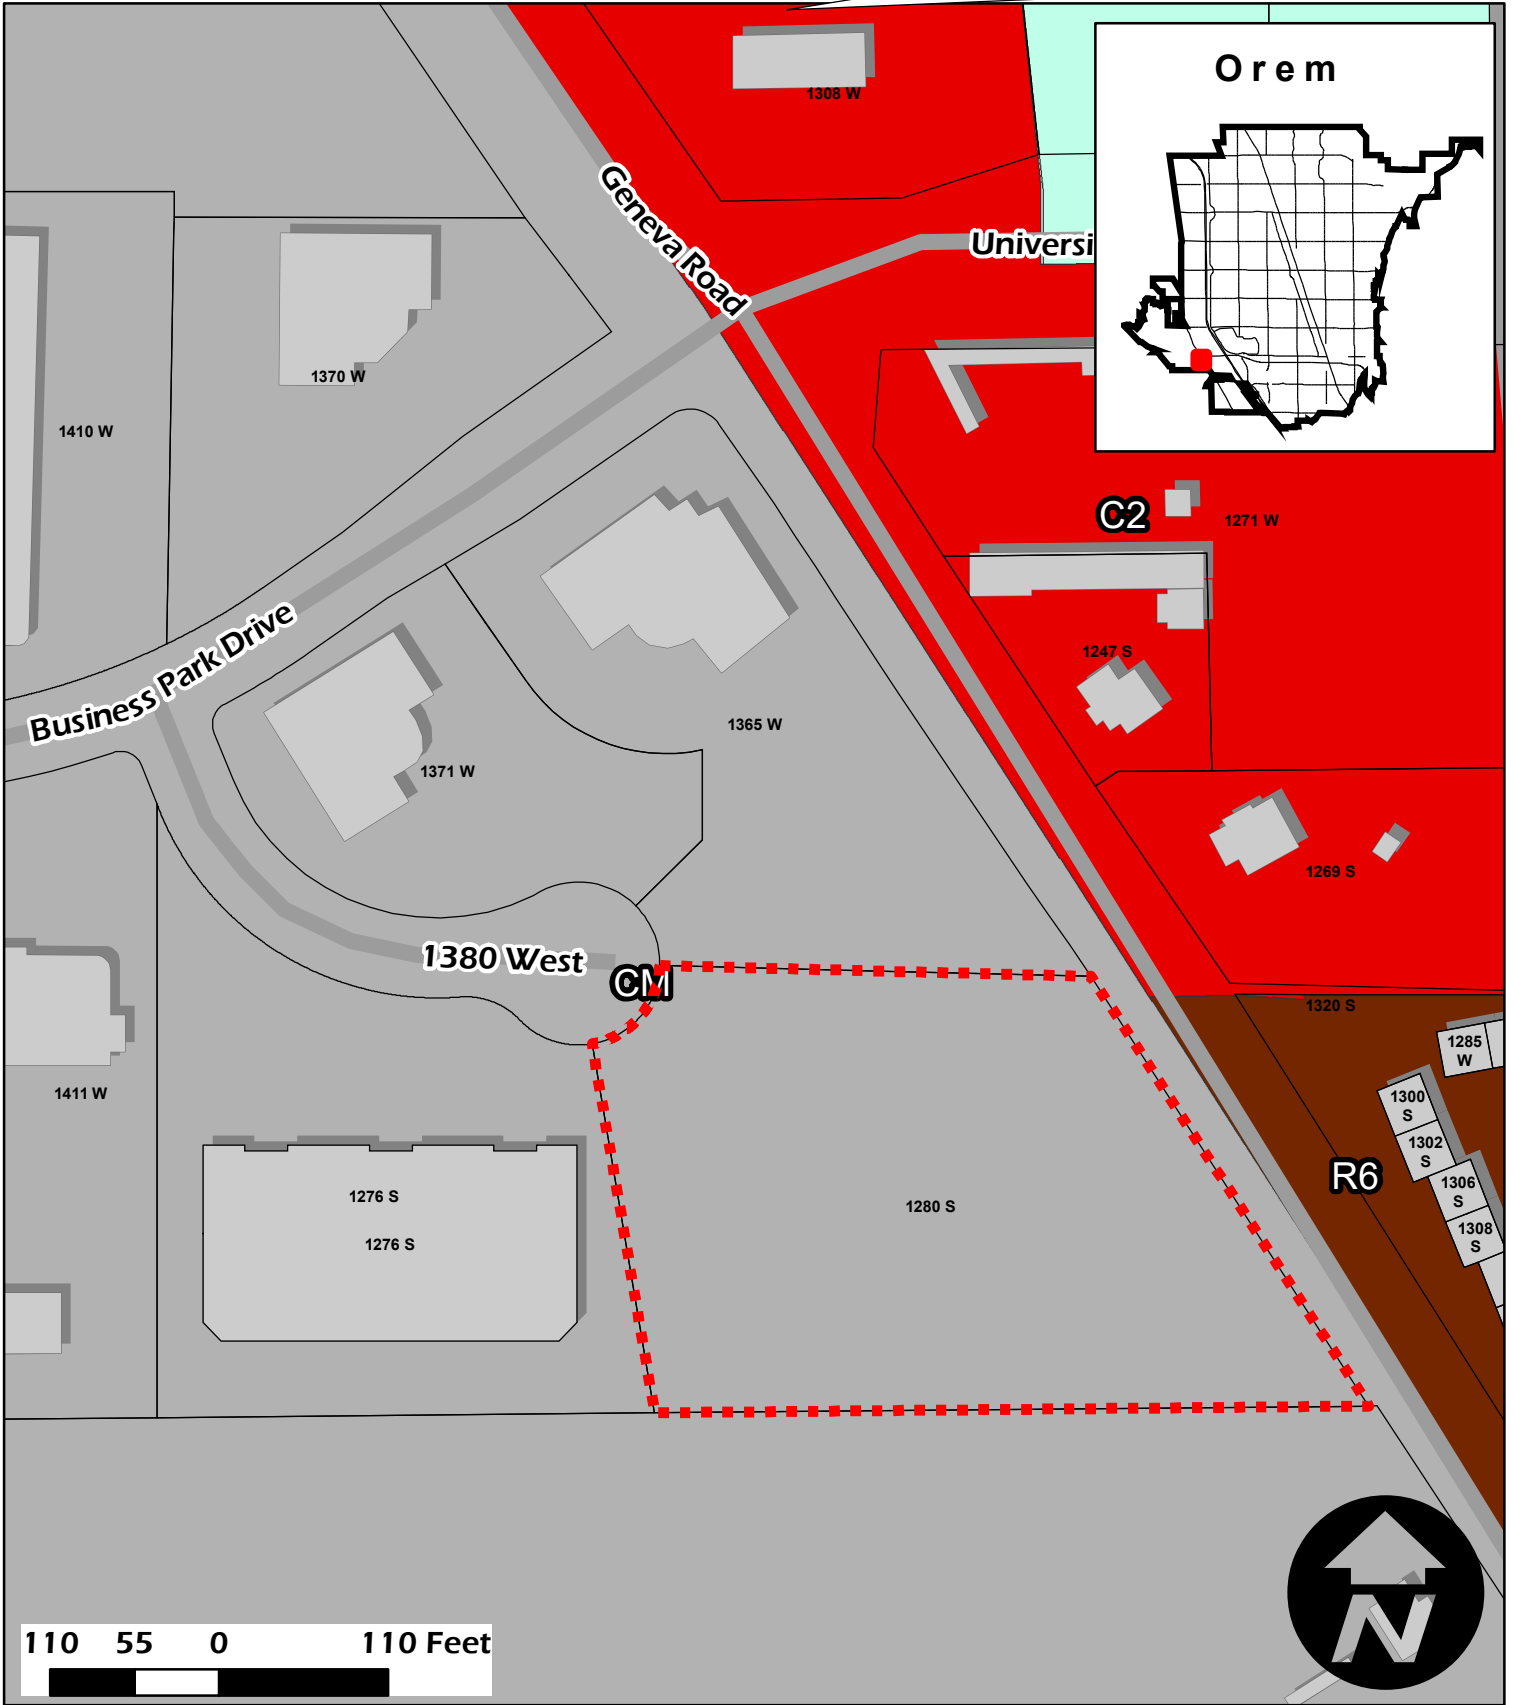 Orem
1308 W
Geneva Road
Universi
1370 W
1410 W
C2
1271 W
Business Park Drive
1247 S
1365 W
1371 W
1269 S
1380 West
CM
1320 S
1285
W
1411 W
1300
S
1302
S
R6
1306
S
1276 S
1280 S
1308
S
1276 S
N
110 55 0 110 Feet